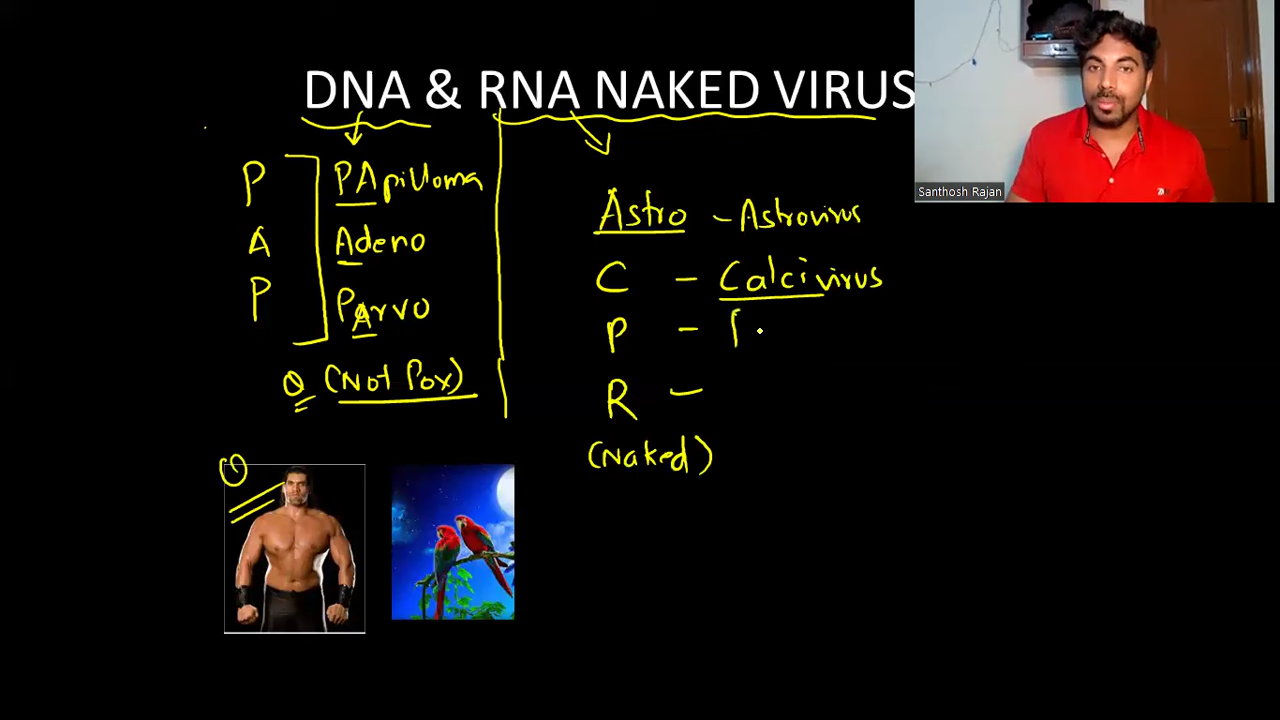 DNA & RNA NAKED VIRUS
Santhosh Rajan
P PApilloma
A Adeno
P PArvo
(Not Pox)
Astro - Astrovirus
C - Calcivirus
P -
R -
(Naked)